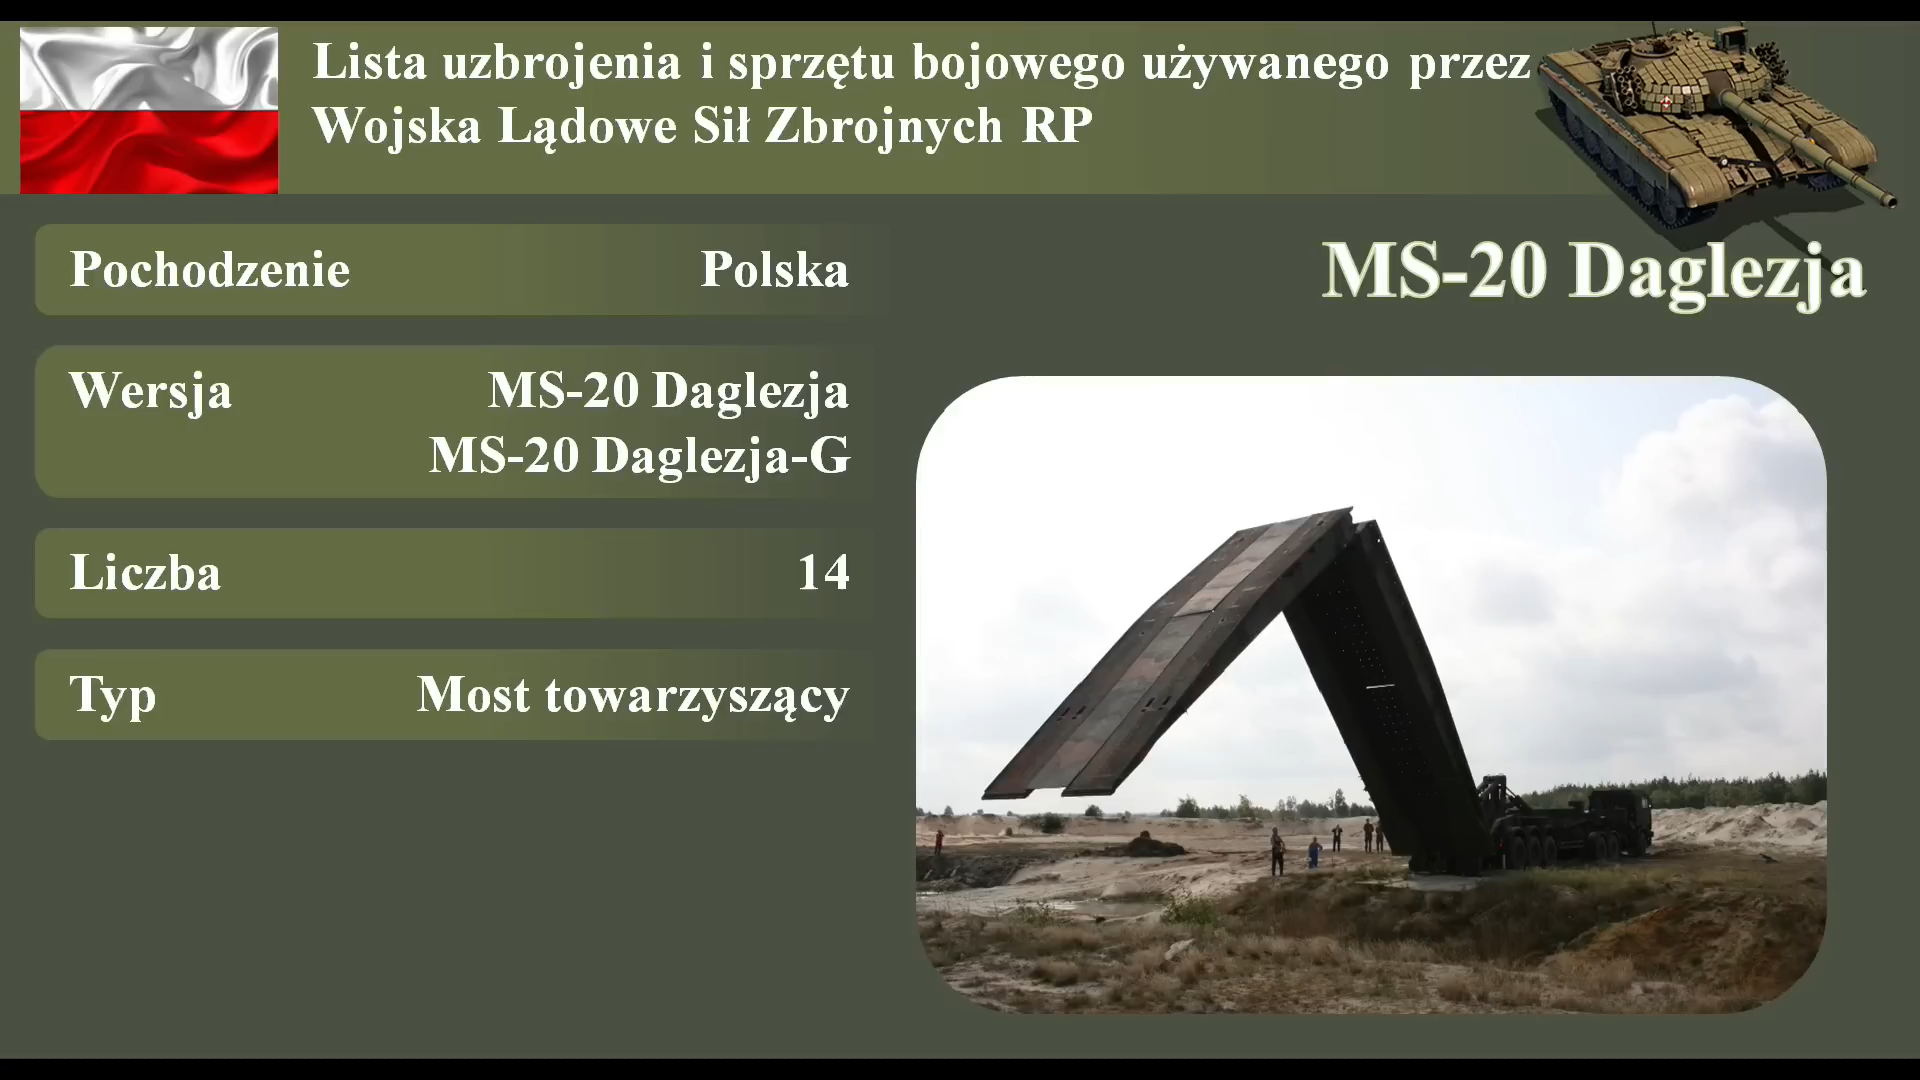 Lista uzbrojenia i sprzętu bojowego używanego przez
Wojska Lądowe Sił Zbrojnych RP
MS-20 Daglezja
Pochodzenie Polska
Wersja MS-20 Daglezja
MS-20 Daglezja-G
Liczba 14
Typ Most towarzyszący